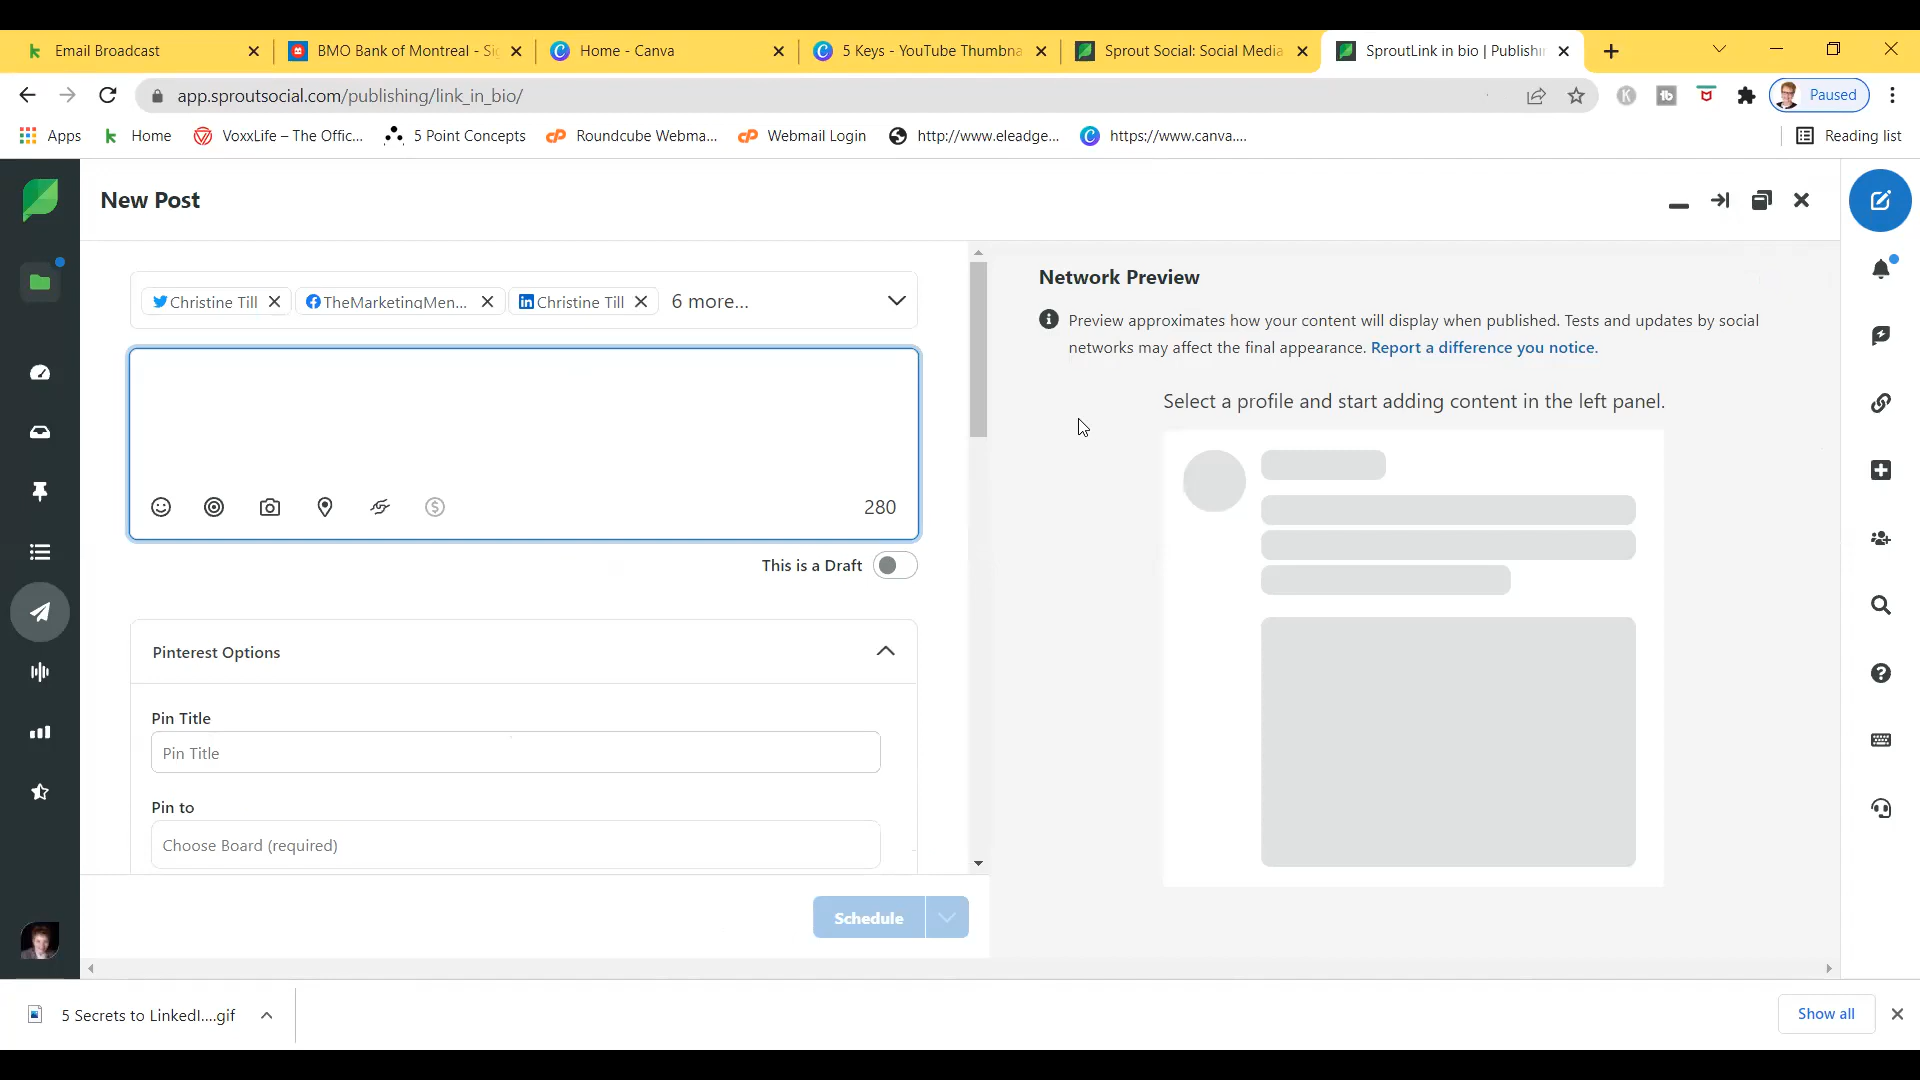 Email Broadcast
BMO Bank of Montreal - Sig
Home - Canva
5 Keys - YouTube Thumbna
Sprout Social: Social Media
SproutLink in bio | Publishi
app.sproutsocial.com/publishing/link_in_bio/
Paused
Apps
Home
VoxxLife – The Offic...
5 Point Concepts
Roundcube Webma...
Webmail Login
http://www.eleadge...
https://www.canva....
Reading list
New Post
Christine Till
TheMarketingMen...
Christine Till
6 more...
280
This is a Draft
Pinterest Options
Pin Title
Pin Title
Pin to
Choose Board (required)
Schedule
Network Preview
Preview approximates how your content will display when published. Tests and updates by social
networks may affect the final appearance. Report a difference you notice.
Select a profile and start adding content in the left panel.
5 Secrets to LinkedI....gif
Show all